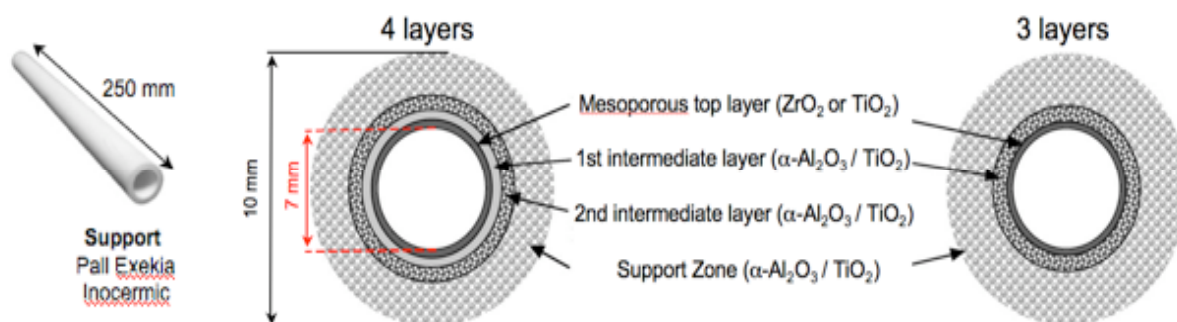 4 layers
3 layers
250 mm
Mesoporous top layer (ZrO₂ or TiO₂)
1st intermediate layer (α-Al₂O₃ / TiO₂)
10 mm
7 mm
2nd intermediate layer (α-Al₂O₃ / TiO₂)
Support
Pall Exekia
Inocermic
Support Zone (α-Al₂O₃ / TiO₂)